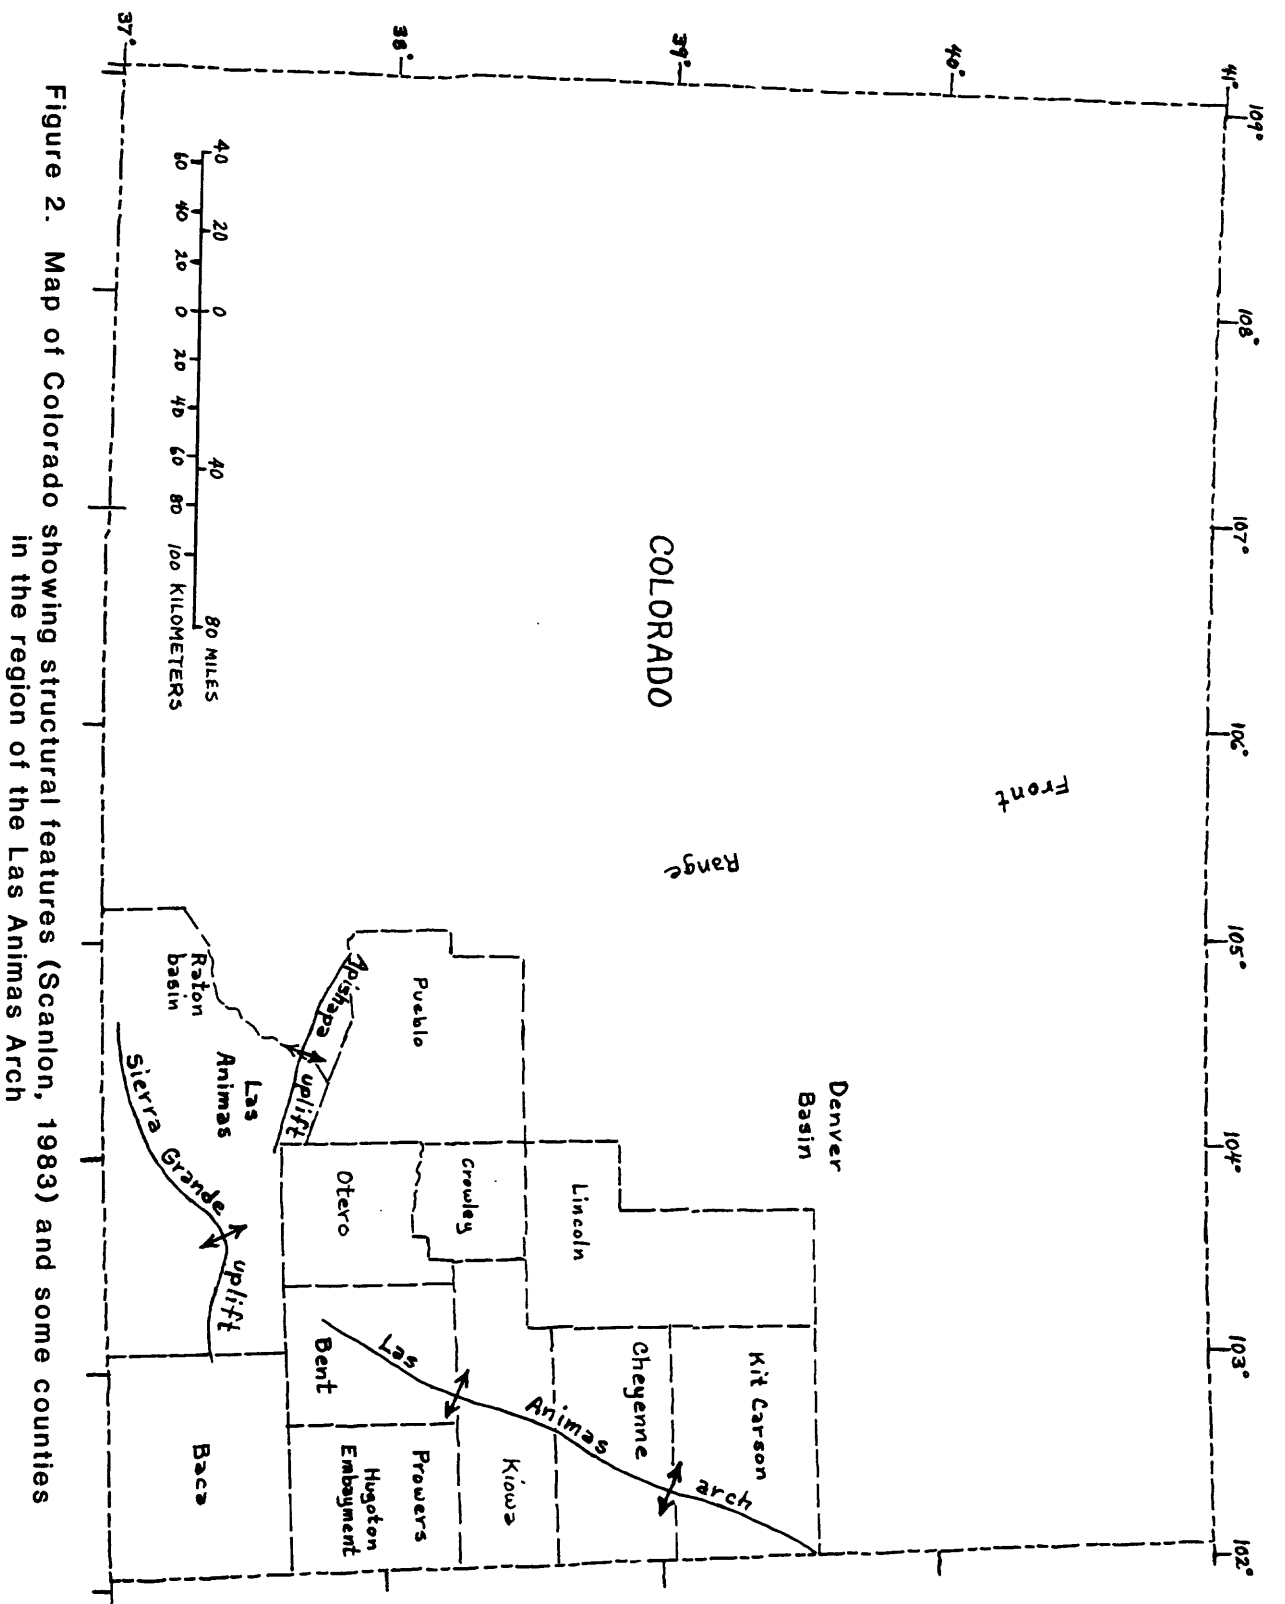 109°
108°
107°
106°
105°
104°
103°
102°
41°
40°
39°
38°
37°
Front
Range
Denver
Basin
COLORADO
Kit Carson
Lincoln
Cheyenne
Pueblo
Crowley
Kiowa
Otero
Bent
Prowers
Hugoton
Embayment
Las
Animas
arch
Apishapa
uplift
Raton
basin
Las
Animas
Sierra Grande
uplift
Baca
40 20 0 40 80 MILES
60 40 20 0 20 40 60 80 100 KILOMETERS
Figure 2. Map of Colorado showing structural features (Scanlon, 1983) and some counties
in the region of the Las Animas Arch